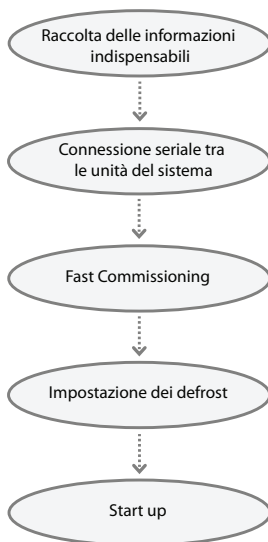 Raccolta delle informazioni
indispensabili
Connessione seriale tra
le unità del sistema
Fast Commissioning
Impostazione dei defrost
Start up